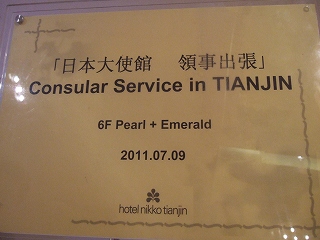 「日本大使館　領事出張」
Consular Service in TIANJIN
6F Pearl + Emerald
2011.07.09
hotel nikko tianjin